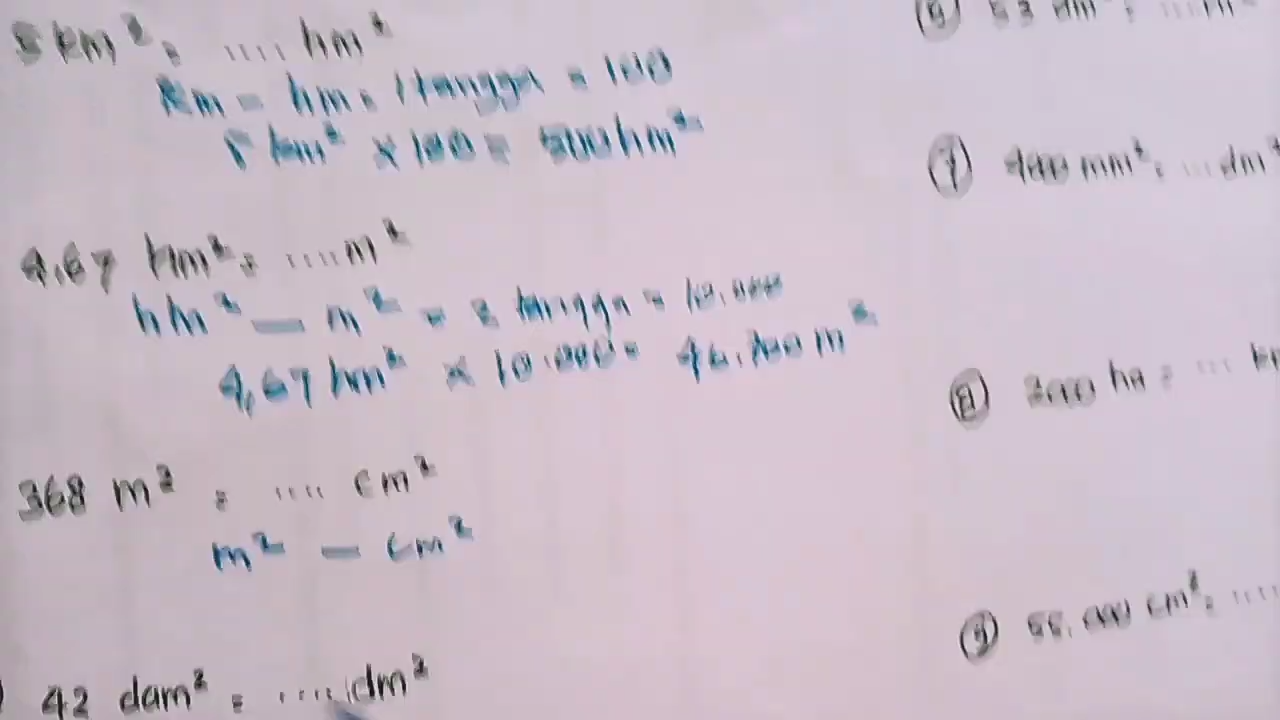 5 km² = .... hm²
km - hm = 1 tangga = 100
5 km² × 100 = 500 hm²
4,67 hm² = .....m²
hm² - m² = 2 tangga = 10.000
4,67 hm² × 10.000 = 46.700 m²
368 m² = .... cm²
m² - cm²
42 dam² = ..... dm²
53 dm² =
⑦ 400 mm² = ... dm²
⑧ 300 ha = ...
⑨ 55.000 cm² = ....